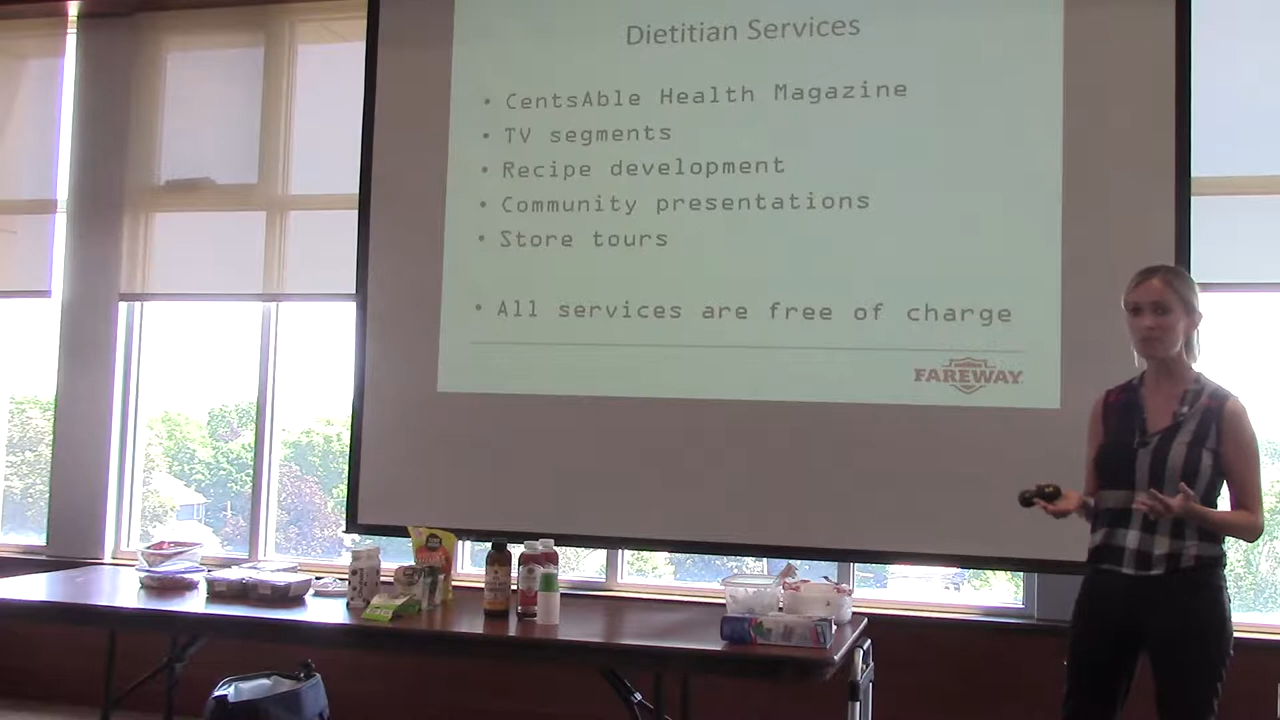 Dietitian Services
• CentsAble Health Magazine
• TV segments
• Recipe development
• Community presentations
• Store tours
• All services are free of charge
FAREWAY